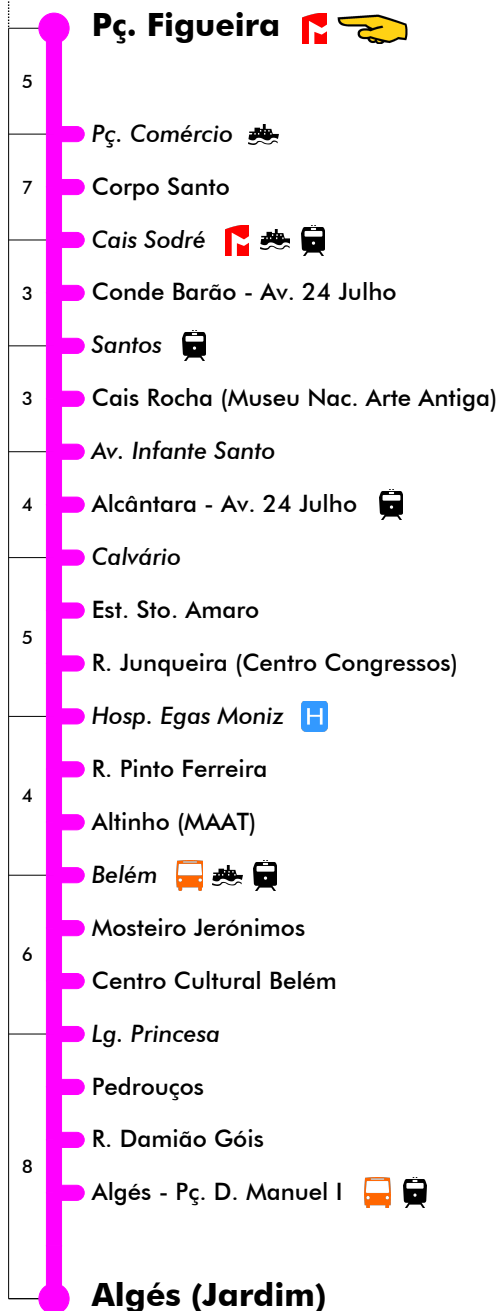 Pç. Figueira
5
Pç. Comércio
7
Corpo Santo
Cais Sodré
3
Conde Barão - Av. 24 Julho
Santos
3
Cais Rocha (Museu Nac. Arte Antiga)
Av. Infante Santo
4
Alcântara - Av. 24 Julho
Calvário
Est. Sto. Amaro
5
R. Junqueira (Centro Congressos)
Hosp. Egas Moniz H
R. Pinto Ferreira
4
Altinho (MAAT)
Belém
Mosteiro Jerónimos
6
Centro Cultural Belém
Lg. Princesa
Pedrouços
R. Damião Góis
8
Algés - Pç. D. Manuel I
Algés (Jardim)